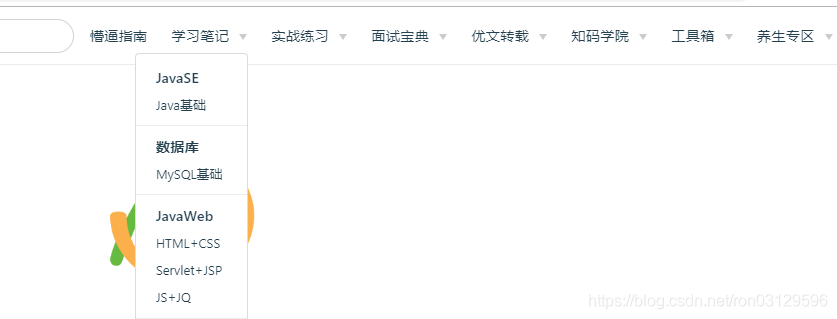 懵逼指南 学习笔记 实战练习 面试宝典 优文转载 知码学院 工具箱 养生专区
JavaSE
Java基础
数据库
MySQL基础
JavaWeb
HTML+CSS
Servlet+JSP
JS+JQ
https://blog.csdn.net/ron03129596